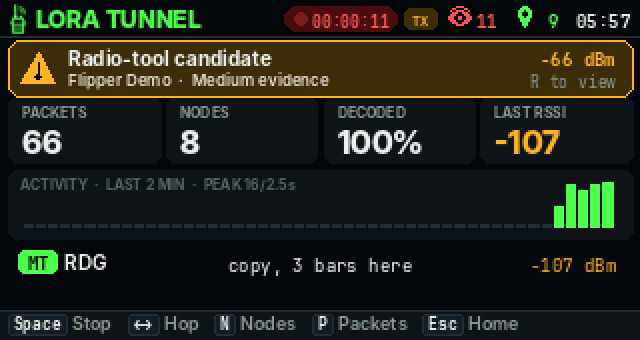 LORA TUNNEL 00:00:11 TX 11 9 05:57
Radio-tool candidate -66 dBm
Flipper Demo · Medium evidence R to view
PACKETS NODES DECODED LAST RSSI
66 8 100% -107
ACTIVITY · LAST 2 MIN · PEAK 16/2.5s
MT RDG copy, 3 bars here -107 dBm
Space Stop ↔ Hop N Nodes P Packets Esc Home